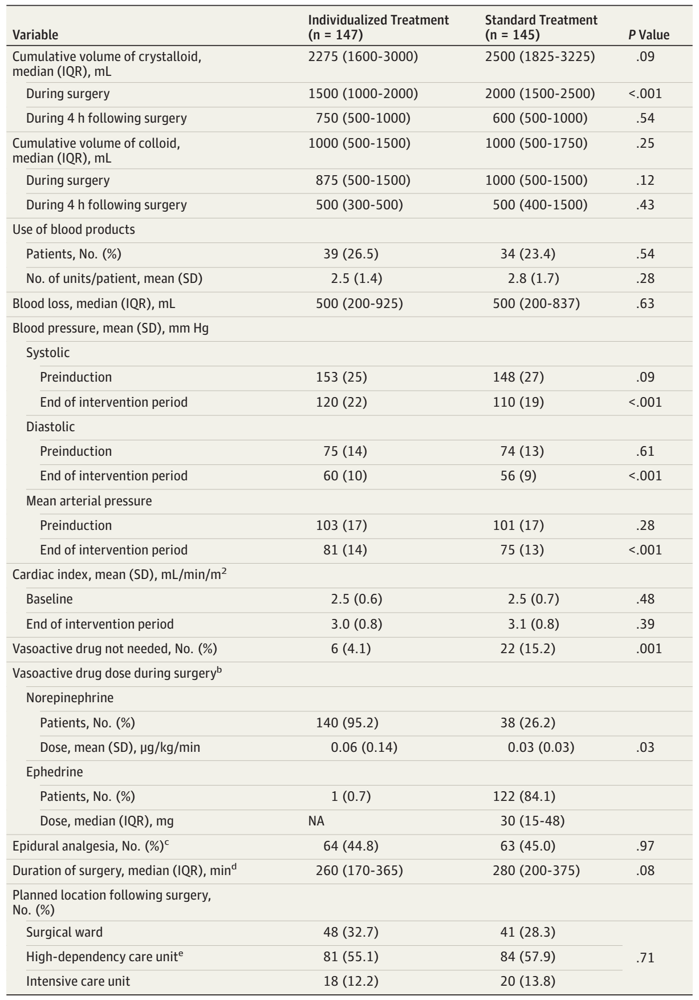 Variable Individualized Treatment (n = 147) Standard Treatment (n = 145) P Value
Cumulative volume of crystalloid, median (IQR), mL 2275 (1600-3000) 2500 (1825-3225) .09
During surgery 1500 (1000-2000) 2000 (1500-2500) <.001
During 4 h following surgery 750 (500-1000) 600 (500-1000) .54
Cumulative volume of colloid, median (IQR), mL 1000 (500-1500) 1000 (500-1750) .25
During surgery 875 (500-1500) 1000 (500-1500) .12
During 4 h following surgery 500 (300-500) 500 (400-1500) .43
Use of blood products
Patients, No. (%) 39 (26.5) 34 (23.4) .54
No. of units/patient, mean (SD) 2.5 (1.4) 2.8 (1.7) .28
Blood loss, median (IQR), mL 500 (200-925) 500 (200-837) .63
Blood pressure, mean (SD), mm Hg
Systolic
Preinduction 153 (25) 148 (27) .09
End of intervention period 120 (22) 110 (19) <.001
Diastolic
Preinduction 75 (14) 74 (13) .61
End of intervention period 60 (10) 56 (9) <.001
Mean arterial pressure
Preinduction 103 (17) 101 (17) .28
End of intervention period 81 (14) 75 (13) <.001
Cardiac index, mean (SD), mL/min/m²
Baseline 2.5 (0.6) 2.5 (0.7) .48
End of intervention period 3.0 (0.8) 3.1 (0.8) .39
Vasoactive drug not needed, No. (%) 6 (4.1) 22 (15.2) .001
Vasoactive drug dose during surgeryᵇ
Norepinephrine
Patients, No. (%) 140 (95.2) 38 (26.2)
Dose, mean (SD), µg/kg/min 0.06 (0.14) 0.03 (0.03) .03
Ephedrine
Patients, No. (%) 1 (0.7) 122 (84.1)
Dose, median (IQR), mg NA 30 (15-48)
Epidural analgesia, No. (%)ᶜ 64 (44.8) 63 (45.0) .97
Duration of surgery, median (IQR), minᵈ 260 (170-365) 280 (200-375) .08
Planned location following surgery, No. (%)
Surgical ward 48 (32.7) 41 (28.3)
High-dependency care unitᵉ 81 (55.1) 84 (57.9) .71
Intensive care unit 18 (12.2) 20 (13.8)